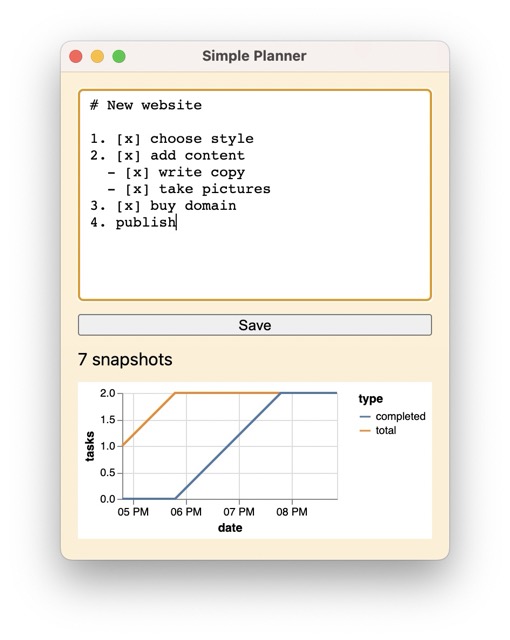 Simple Planner
# New website
1. [x] choose style
2. [x] add content
- [x] write copy
- [x] take pictures
3. [x] buy domain
4. publish
Save
7 snapshots
2.0
1.5
1.0
0.5
0.0
tasks
05 PM 06 PM 07 PM 08 PM
date
type
completed
total